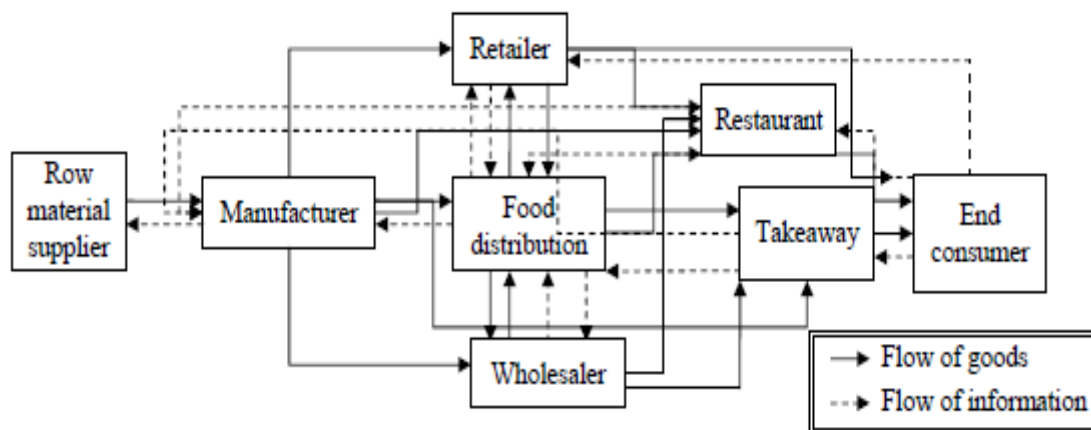 Retailer
Restaurant
Row
material
supplier
Manufacturer
Food
distribution
Takeaway
End
consumer
Wholesaler
Flow of goods
Flow of information